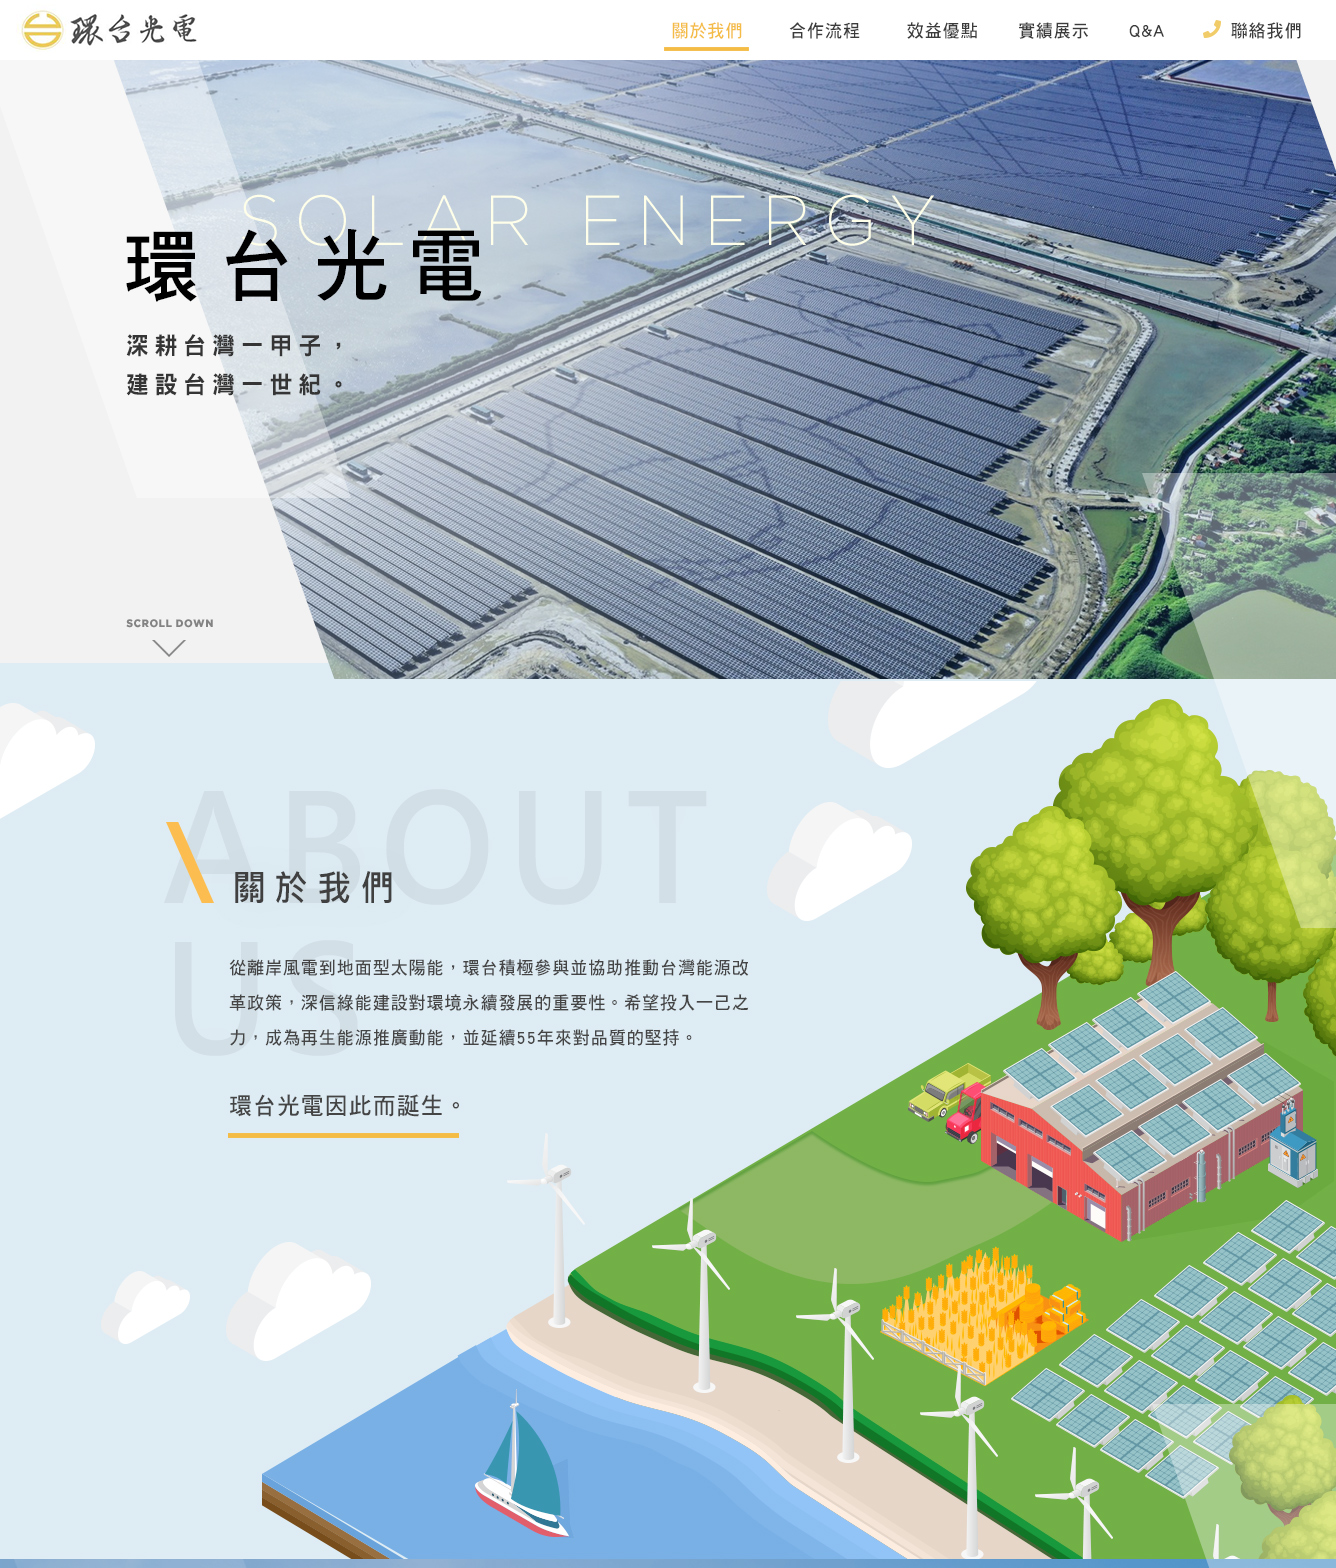 環台光電
關於我們
合作流程
效益優點
實績展示
Q&A
聯絡我們
SOLAR ENERGY
環台光電
深耕台灣一甲子，
建設台灣一世紀。
SCROLL DOWN
ABOUT
US
關於我們
從離岸風電到地面型太陽能，環台積極參與並協助推動台灣能源改
革政策，深信綠能建設對環境永續發展的重要性。希望投入一己之
力，成為再生能源推廣動能，並延續55年來對品質的堅持。
環台光電因此而誕生。